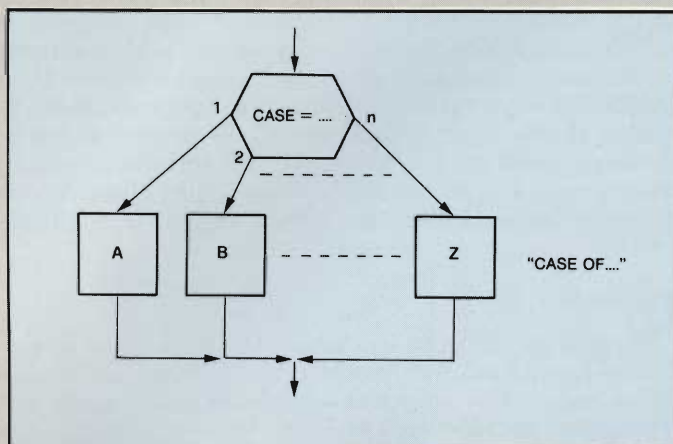 CASE = ....
1
n
2
A
B
Z
"CASE OF...."